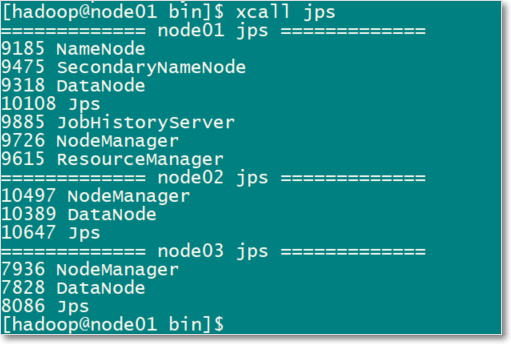 [hadoop@node01 bin]$ xcall jps
============= node01 jps =============
9185 NameNode
9475 SecondaryNameNode
9318 DataNode
10108 Jps
9885 JobHistoryServer
9726 NodeManager
9615 ResourceManager
============= node02 jps =============
10497 NodeManager
10389 DataNode
10647 Jps
============= node03 jps =============
7936 NodeManager
7828 DataNode
8086 Jps
[hadoop@node01 bin]$